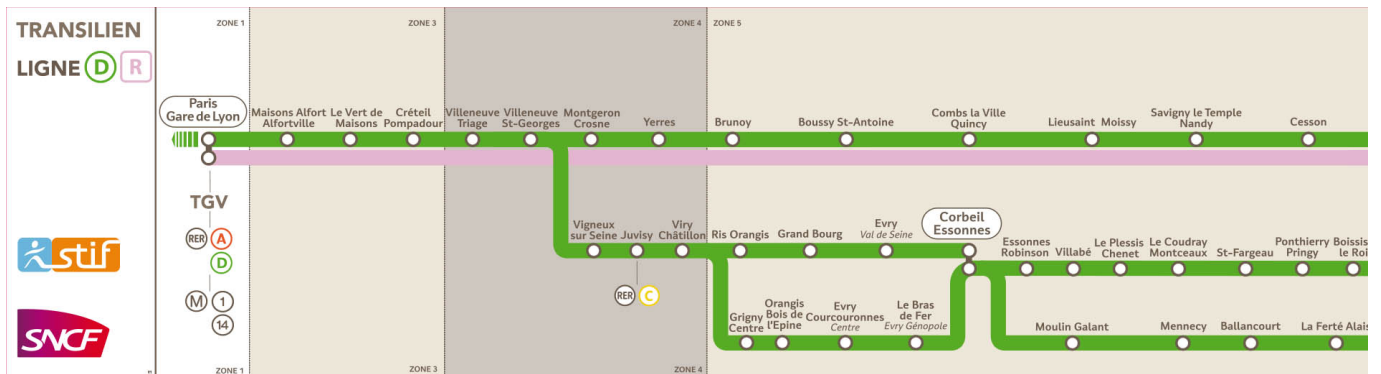 TRANSILIEN
LIGNE D R
stif
SNCF
ZONE 1
ZONE 3
ZONE 4
ZONE 5
Paris
Gare de Lyon
Maisons Alfort
Alfortville
Le Vert de
Maisons
Créteil
Pompadour
Villeneuve
Triage
Villeneuve
St-Georges
Montgeron
Crosne
Yerres
Brunoy
Boussy St-Antoine
Combs la Ville
Quincy
Lieusaint Moissy
Savigny le Temple
Nandy
Cesson
TGV
RER A
D
M 1
14
Vigneux
sur Seine
Juvisy
RER C
Viry
Châtillon
Ris Orangis
Grand Bourg
Evry
Val de Seine
Corbeil
Essonnes
Essonnes
Robinson
Villabé
Le Plessis
Chenet
Le Coudray
Montceaux
St-Fargeau
Ponthierry
Pringy
Boissis
le Roi
Grigny
Centre
Orangis
Bois de
l'Epine
Evry
Courcouronnes
Centre
Le Bras
de Fer
Evry Génopole
Moulin Galant
Mennecy
Ballancourt
La Ferté Alais
ZONE 1
ZONE 3
ZONE 4